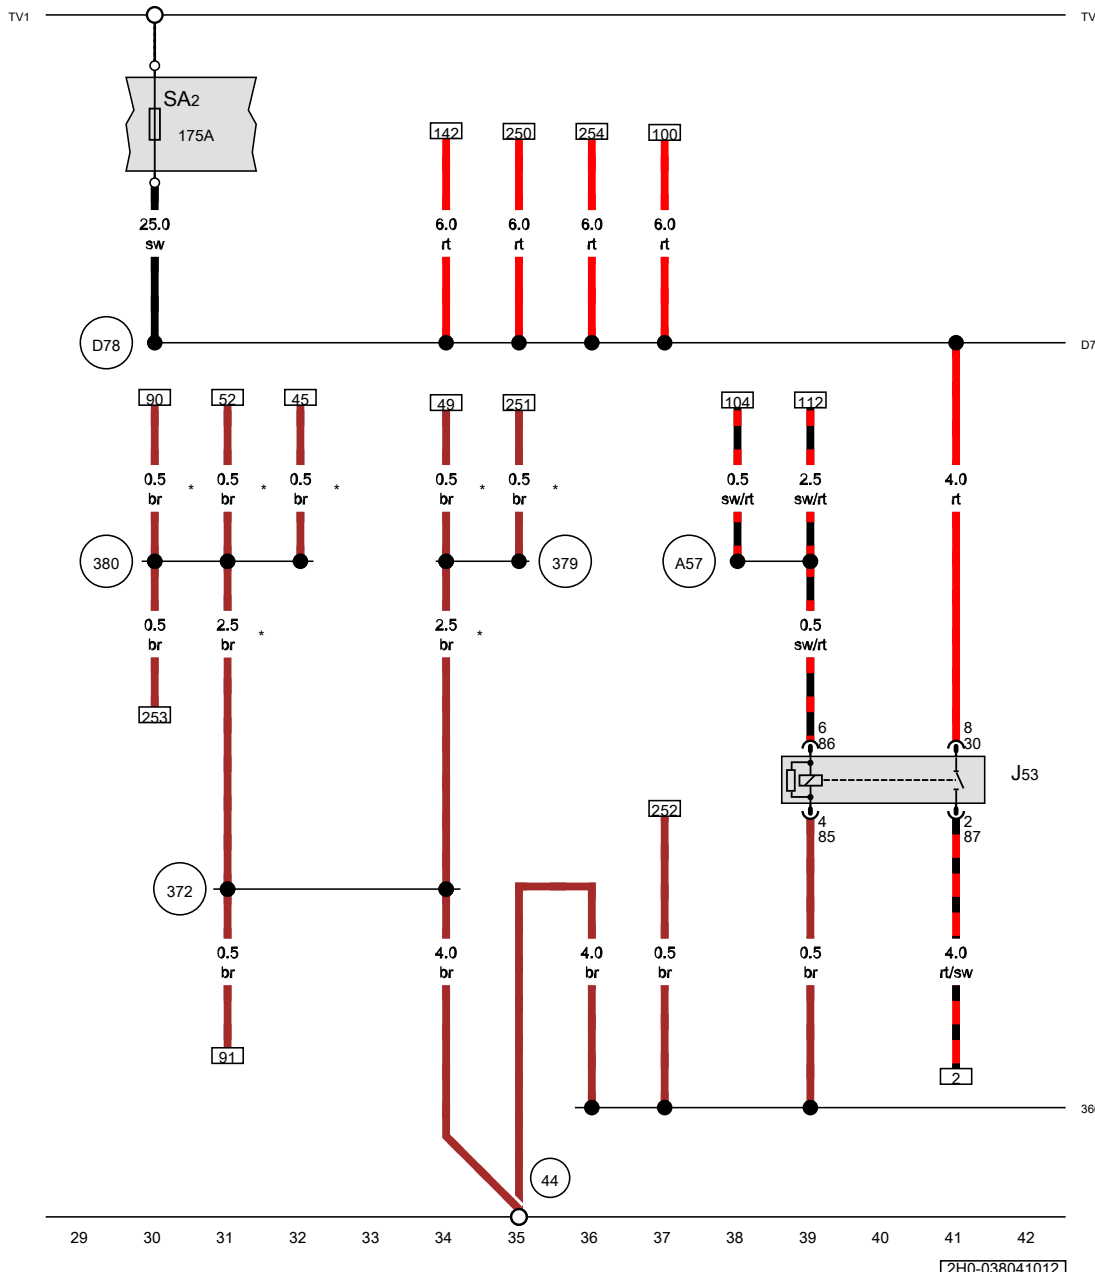 TV1 TV
SA2
175A
142 250 254 100
25.0 6.0 6.0 6.0 6.0
sw rt rt rt rt
D78 D7
90 52 45 49 251 104 112
0.5 * 0.5 * 0.5 * 0.5 * 0.5 * 0.5 2.5 4.0
br br br br br sw/rt sw/rt rt
380 379 A57
0.5 2.5 * 2.5 * 0.5
br br br sw/rt
253
6 8
86 30
J53
252
4 2
85 87
372
0.5 4.0 4.0 0.5 0.5 4.0
br br br br br rt/sw
91
2
36
44
29 30 31 32 33 34 35 36 37 38 39 40 41 42
2H0-038041012